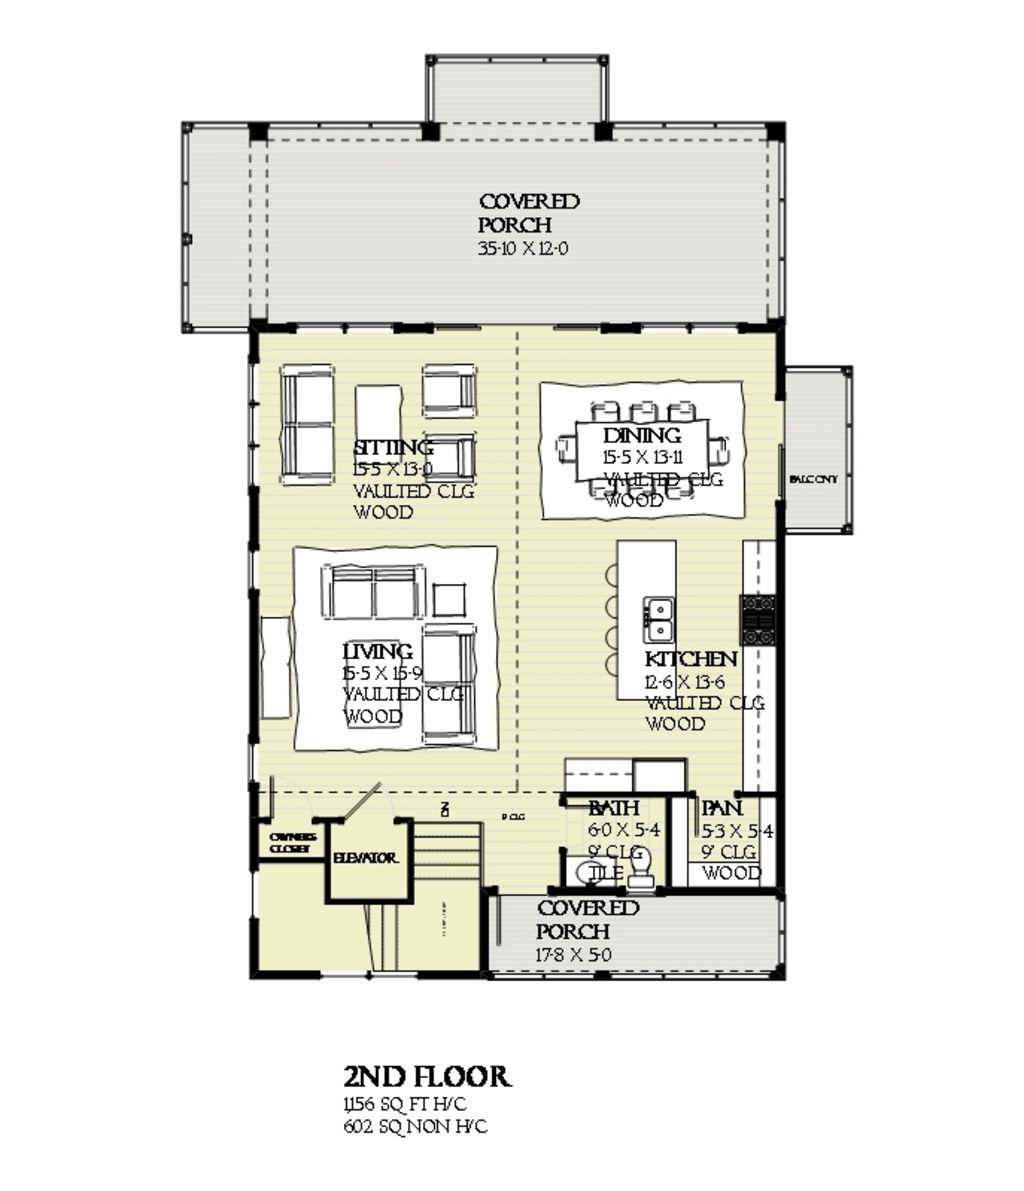 COVERED
PORCH
35-10 X 12-0
SITTING
15-5 X 13-0
VAULTED CLG
WOOD
DINING
15-5 X 13-11
VAULTED CLG
WOOD
BALCONY
LIVING
15-5 X 15-9
VAULTED CLG
WOOD
KITCHEN
12-6 X 13-6
VAULTED CLG
WOOD
OWNERS
CLOSET
ELEVATOR
9' CLG
BATH
6-0 X 5-4
9' CLG
TILE
PAN.
5-3 X 5-4
9' CLG
WOOD
COVERED
PORCH
17-8 X 5-0
2ND FLOOR
1,156 SQ FT H/C
602 SQ NON H/C